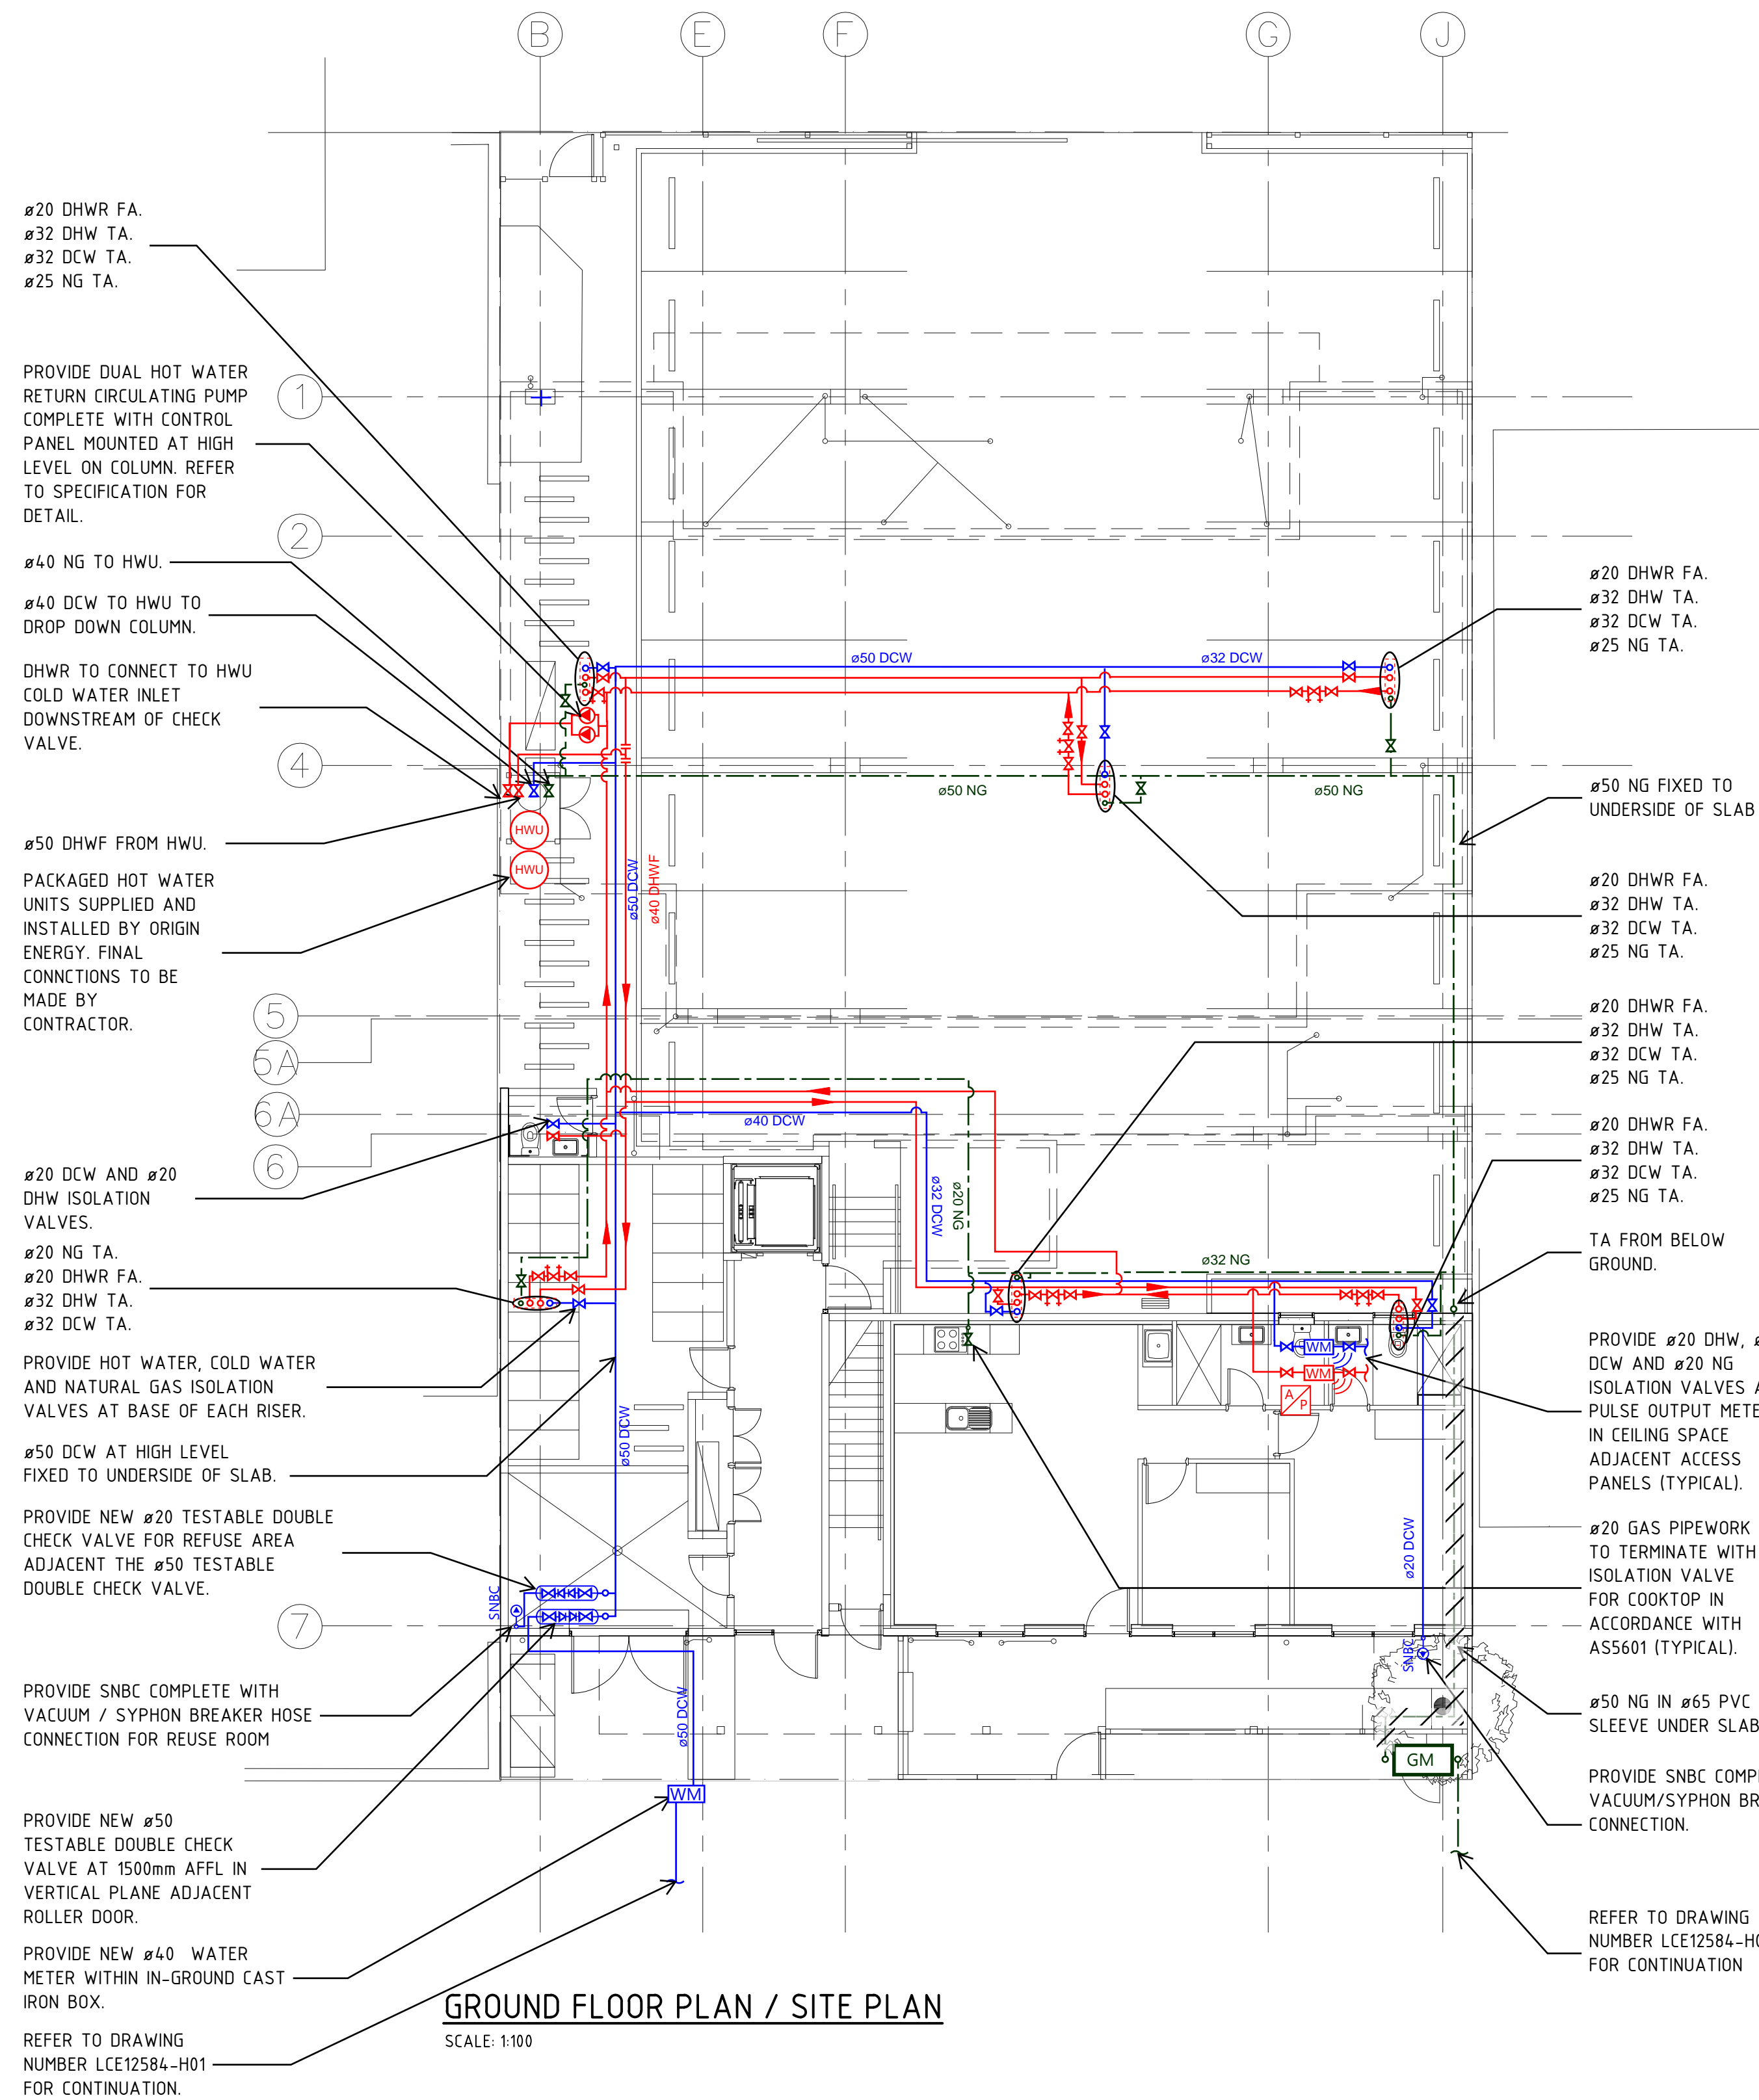 B
E
F
G
J
ø20 DHWR FA.
ø32 DHW TA.
ø32 DCW TA.
ø25 NG TA.
PROVIDE DUAL HOT WATER
RETURN CIRCULATING PUMP
COMPLETE WITH CONTROL
PANEL MOUNTED AT HIGH
LEVEL ON COLUMN. REFER
TO SPECIFICATION FOR
DETAIL.
ø40 NG TO HWU.
ø40 DCW TO HWU TO
DROP DOWN COLUMN.
DHWR TO CONNECT TO HWU
COLD WATER INLET
DOWNSTREAM OF CHECK
VALVE.
ø50 DHWF FROM HWU.
PACKAGED HOT WATER
UNITS SUPPLIED AND
INSTALLED BY ORIGIN
ENERGY. FINAL
CONNCTIONS TO BE
MADE BY
CONTRACTOR.
ø20 DCW AND ø20
DHW ISOLATION
VALVES.
ø20 NG TA.
ø20 DHWR FA.
ø32 DHW TA.
ø32 DCW TA.
PROVIDE HOT WATER, COLD WATER
AND NATURAL GAS ISOLATION
VALVES AT BASE OF EACH RISER.
ø50 DCW AT HIGH LEVEL
FIXED TO UNDERSIDE OF SLAB.
PROVIDE NEW ø20 TESTABLE DOUBLE
CHECK VALVE FOR REFUSE AREA
ADJACENT THE ø50 TESTABLE
DOUBLE CHECK VALVE.
PROVIDE SNBC COMPLETE WITH
VACUUM / SYPHON BREAKER HOSE
CONNECTION FOR REUSE ROOM
PROVIDE NEW ø50
TESTABLE DOUBLE CHECK
VALVE AT 1500mm AFFL IN
VERTICAL PLANE ADJACENT
ROLLER DOOR.
PROVIDE NEW ø40 WATER
METER WITHIN IN-GROUND CAST
IRON BOX.
REFER TO DRAWING
NUMBER LCE12584-H01
FOR CONTINUATION.
1
2
4
5
5A
6A
6
7
ø50 DCW
ø32 DCW
ø50 NG
ø50 NG
HWU
HWU
ø50 DCW
ø40 DHWF
ø40 DCW
ø32 DCW
ø20 NG
ø32 NG
WM
WM
A/P
ø50 DCW
ø20 DCW
SNBC
SNBC
ø50 DCW
WM
GM
ø20 DHWR FA.
ø32 DHW TA.
ø32 DCW TA.
ø25 NG TA.
ø50 NG FIXED TO
UNDERSIDE OF SLAB
ø20 DHWR FA.
ø32 DHW TA.
ø32 DCW TA.
ø25 NG TA.
ø20 DHWR FA.
ø32 DHW TA.
ø32 DCW TA.
ø25 NG TA.
ø20 DHWR FA.
ø32 DHW TA.
ø32 DCW TA.
ø25 NG TA.
TA FROM BELOW
GROUND.
PROVIDE ø20 DHW,
DCW AND ø20 NG
ISOLATION VALVES
PULSE OUTPUT
IN CEILING SPACE
ADJACENT ACCESS
PANELS (TYPICAL).
ø20 GAS PIPEWORK
TO TERMINATE WITH
ISOLATION VALVE
FOR COOKTOP IN
ACCORDANCE WITH
AS5601 (TYPICAL).
ø50 NG IN ø65 PVC
SLEEVE UNDER SLAB
PROVIDE SNBC
VACUUM/SYPHON
CONNECTION.
REFER TO DRAWING
NUMBER
FOR CONTINUATION
GROUND FLOOR PLAN / SITE PLAN
SCALE: 1:100